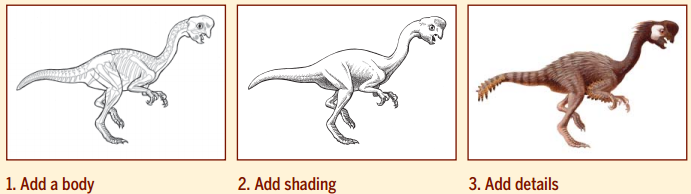 1. Add a body
2. Add shading
3. Add details